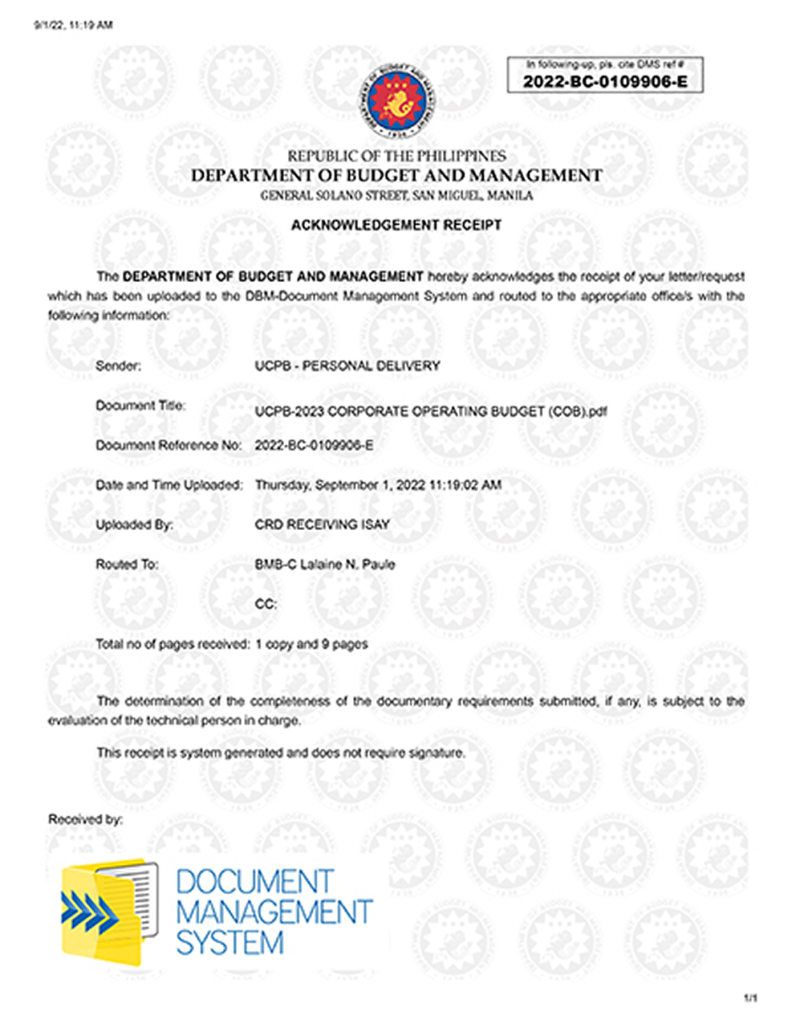 9/1/22, 11:19 AM
In following-up, pls. cite DMS ref #
2022-BC-0109906-E
DEPARTMENT OF BUDGET AND MANAGEMENT
1936
REPUBLIC OF THE PHILIPPINES
DEPARTMENT OF BUDGET AND MANAGEMENT
GENERAL SOLANO STREET, SAN MIGUEL, MANILA
ACKNOWLEDGEMENT RECEIPT
The DEPARTMENT OF BUDGET AND MANAGEMENT hereby acknowledges the receipt of your letter/request
which has been uploaded to the DBM-Document Management System and routed to the appropriate office/s with the
following information:
Sender: UCPB - PERSONAL DELIVERY
Document Title: UCPB-2023 CORPORATE OPERATING BUDGET (COB).pdf
Document Reference No: 2022-BC-0109906-E
Date and Time Uploaded: Thursday, September 1, 2022 11:19:02 AM
Uploaded By: CRD RECEIVING ISAY
Routed To: BMB-C Lalaine N. Paule
CC:
Total no of pages received: 1 copy and 9 pages
The determination of the completeness of the documentary requirements submitted, if any, is subject to the
evaluation of the technical person in charge.
This receipt is system generated and does not require signature.
Received by:
DOCUMENT
MANAGEMENT
SYSTEM
1/1